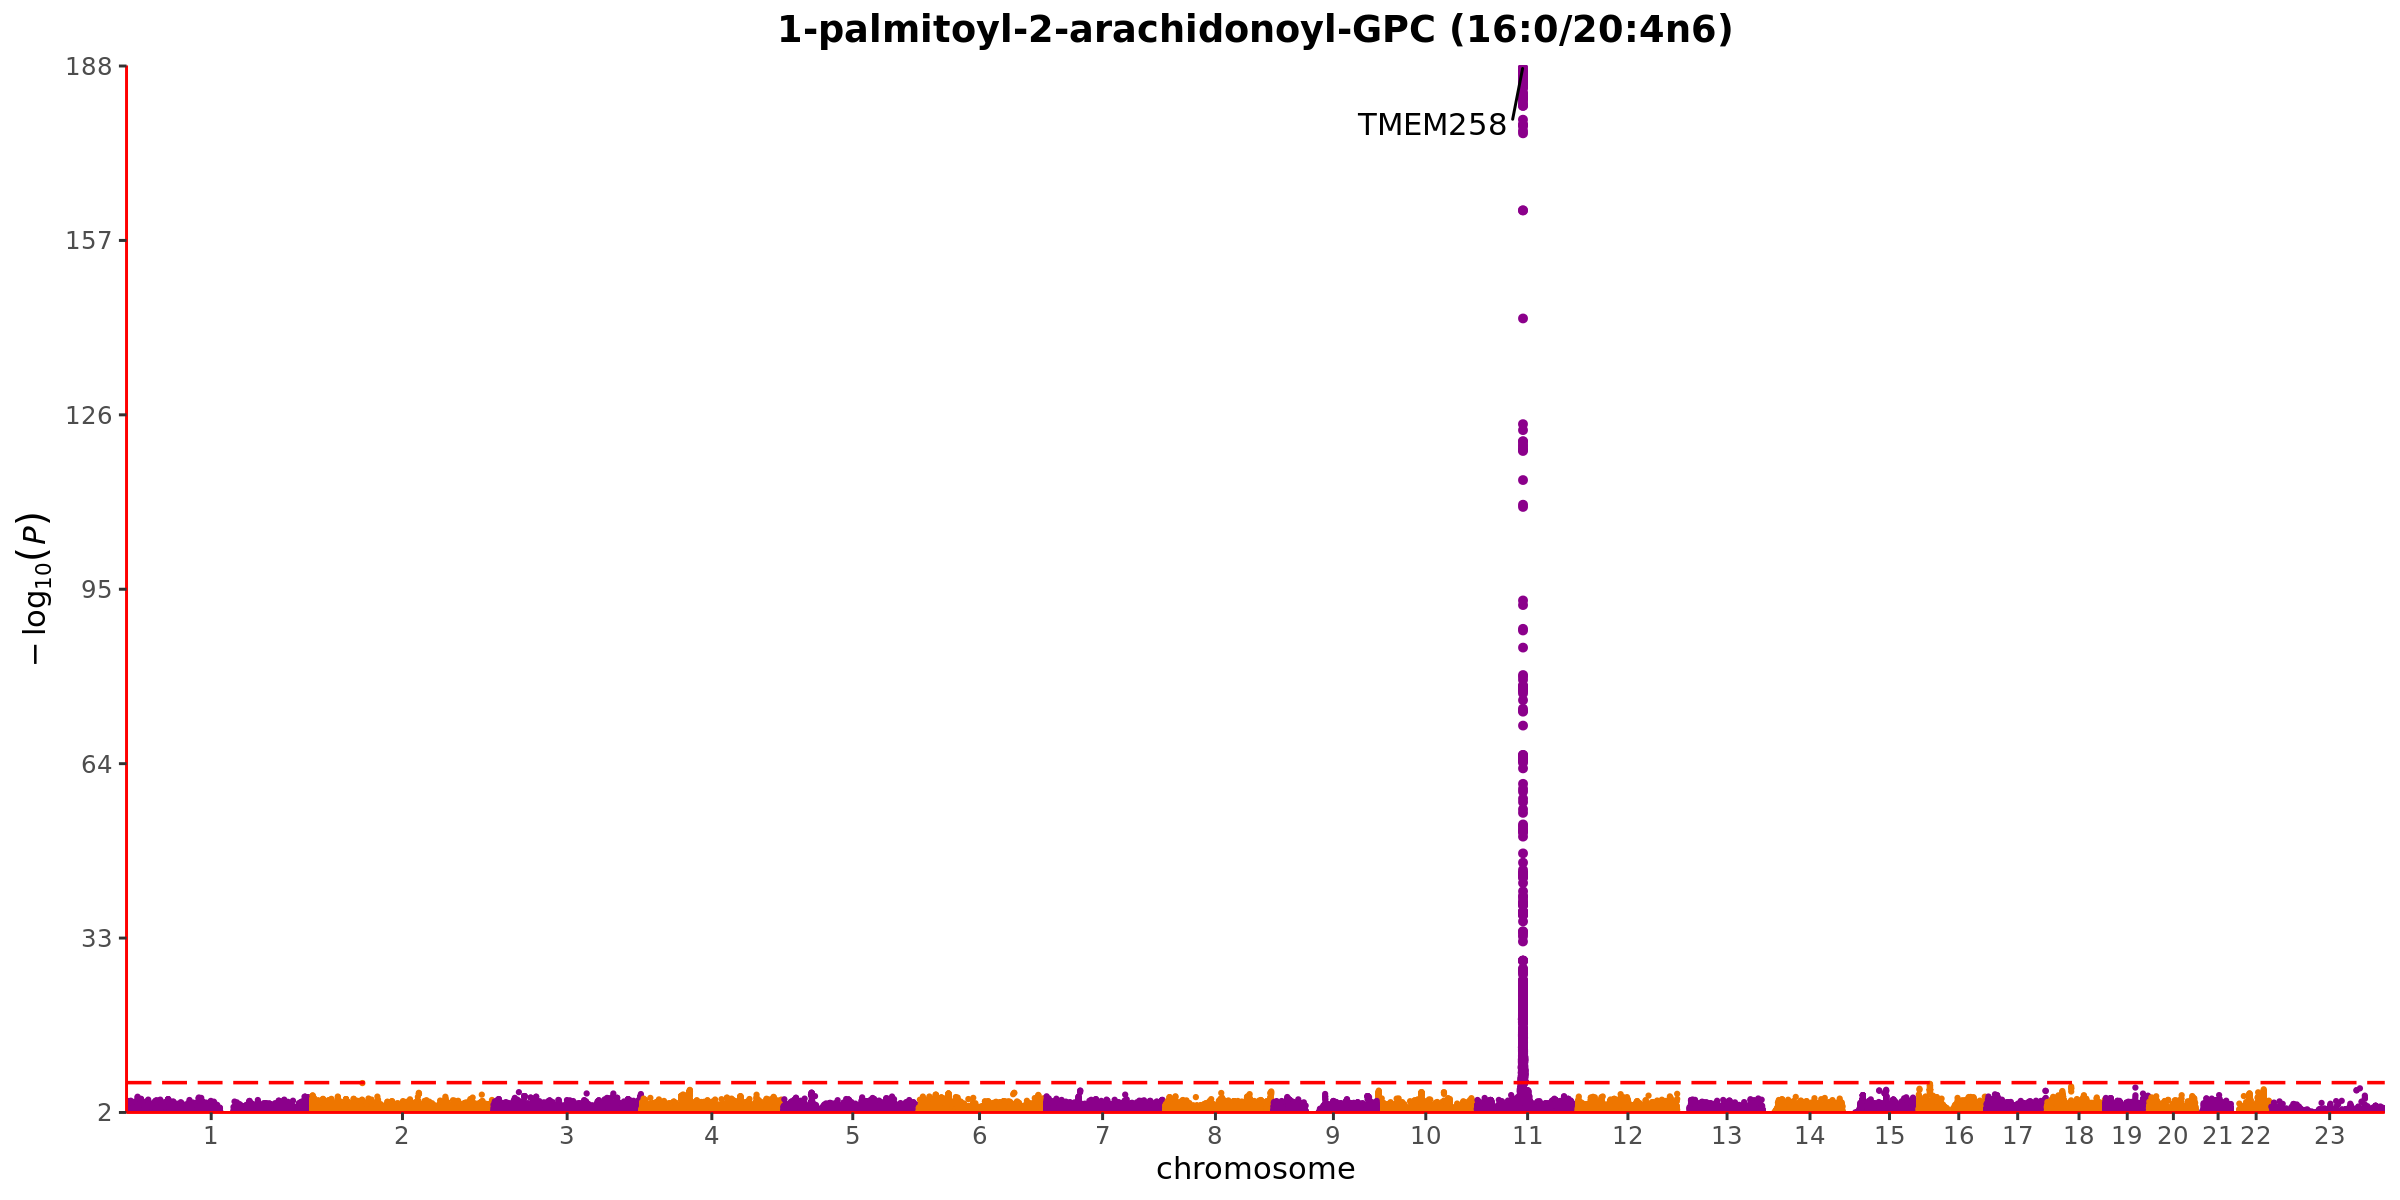 1-palmitoyl-2-arachidonoyl-GPC (16:0/20:4n6)
188
TMEM258
157
126
95
64
33
2
− log10(P)
1 2 3 4 5 6 7 8 9 10 11 12 13 14 15 16 17 18 19 20 21 22 23
chromosome